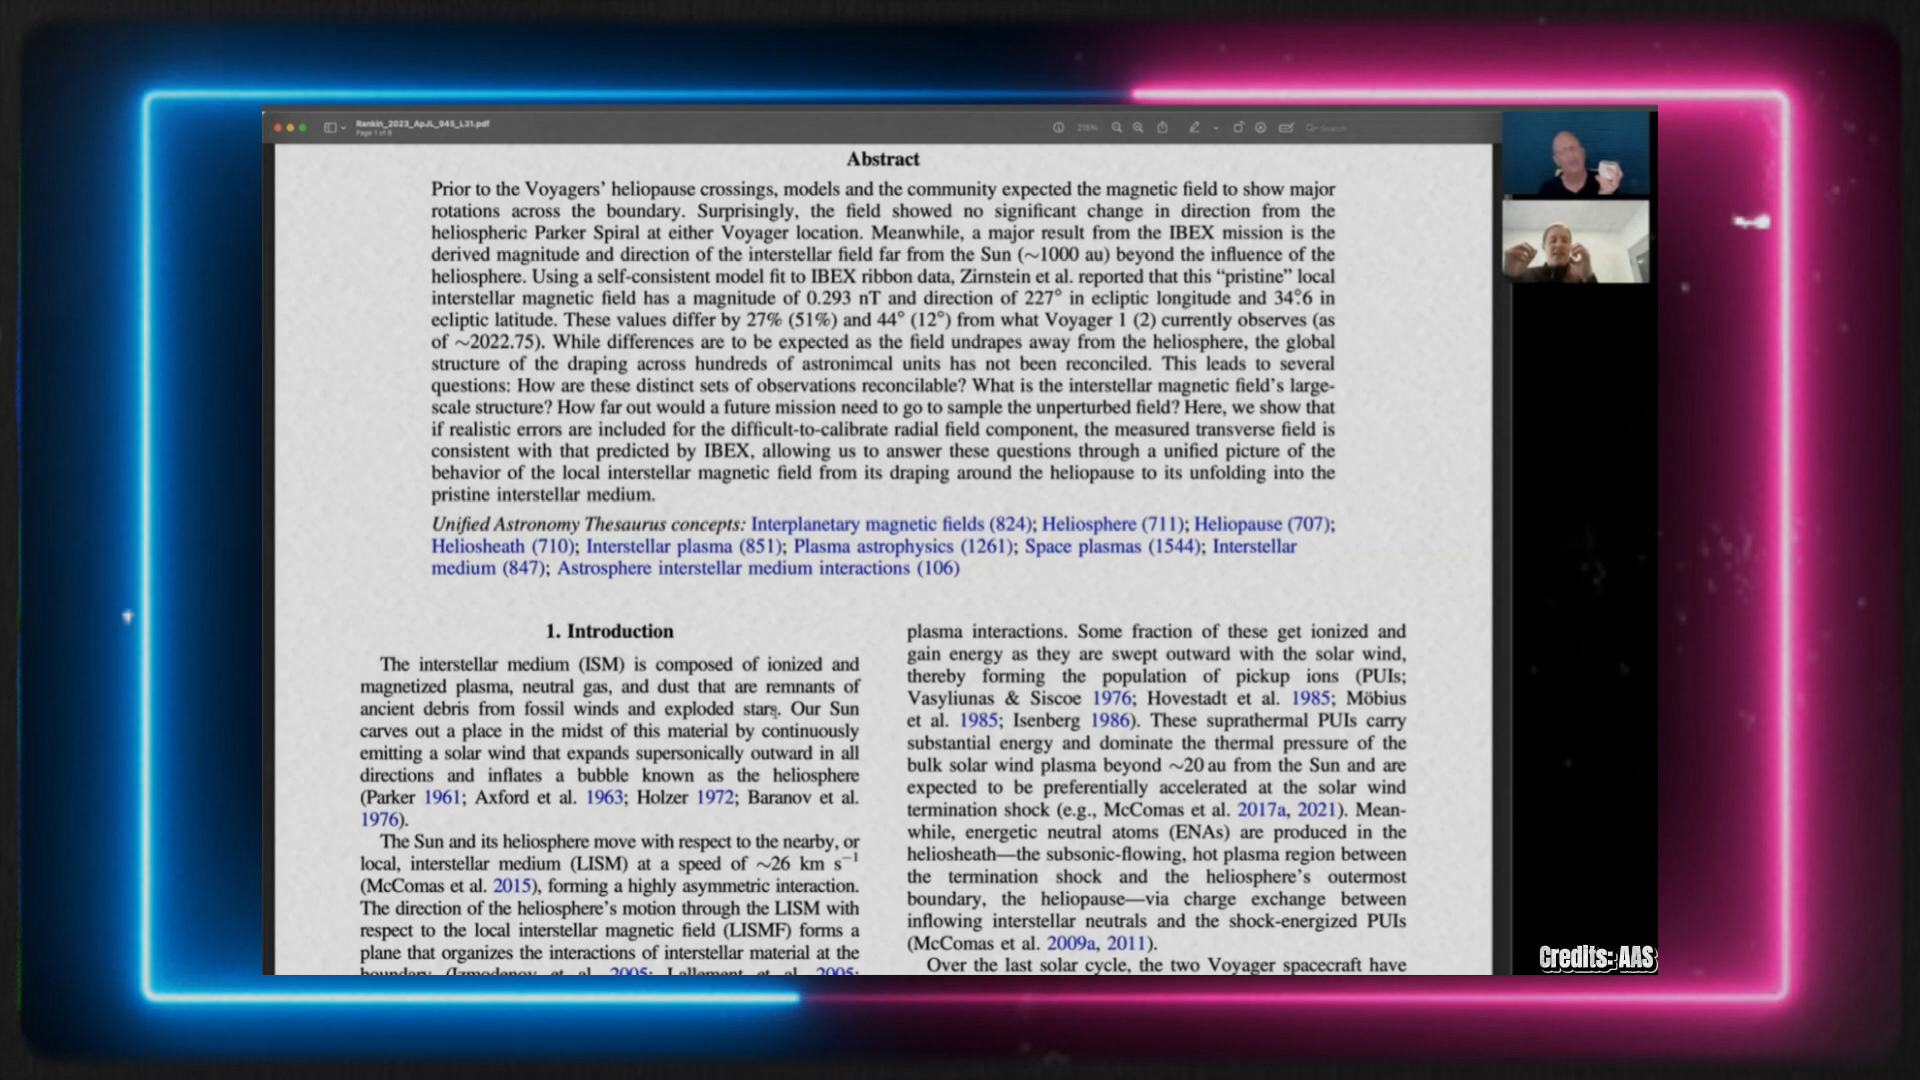 Rankin_2023_ApJL_945_L31.pdf
Page 1 of 8
215%
Search
Abstract
Prior to the Voyagers’ heliopause crossings, models and the community expected the magnetic field to show major
rotations across the boundary. Surprisingly, the field showed no significant change in direction from the
heliospheric Parker Spiral at either Voyager location. Meanwhile, a major result from the IBEX mission is the
derived magnitude and direction of the interstellar field far from the Sun (~1000 au) beyond the influence of the
heliosphere. Using a self-consistent model fit to IBEX ribbon data, Zirnstein et al. reported that this “pristine” local
interstellar magnetic field has a magnitude of 0.293 nT and direction of 227° in ecliptic longitude and 34°.6 in
ecliptic latitude. These values differ by 27% (51%) and 44° (12°) from what Voyager 1 (2) currently observes (as
of ~2022.75). While differences are to be expected as the field undrapes away from the heliosphere, the global
structure of the draping across hundreds of astronimcal units has not been reconciled. This leads to several
questions: How are these distinct sets of observations reconcilable? What is the interstellar magnetic field’s large-
scale structure? How far out would a future mission need to go to sample the unperturbed field? Here, we show that
if realistic errors are included for the difficult-to-calibrate radial field component, the measured transverse field is
consistent with that predicted by IBEX, allowing us to answer these questions through a unified picture of the
behavior of the local interstellar magnetic field from its draping around the heliopause to its unfolding into the
pristine interstellar medium.
Unified Astronomy Thesaurus concepts: Interplanetary magnetic fields (824); Heliosphere (711); Heliopause (707);
Heliosheath (710); Interstellar plasma (851); Plasma astrophysics (1261); Space plasmas (1544); Interstellar
medium (847); Astrosphere interstellar medium interactions (106)
1. Introduction
The interstellar medium (ISM) is composed of ionized and
magnetized plasma, neutral gas, and dust that are remnants of
ancient debris from fossil winds and exploded stars. Our Sun
carves out a place in the midst of this material by continuously
emitting a solar wind that expands supersonically outward in all
directions and inflates a bubble known as the heliosphere
(Parker 1961; Axford et al. 1963; Holzer 1972; Baranov et al.
1976).
The Sun and its heliosphere move with respect to the nearby, or
local, interstellar medium (LISM) at a speed of ~26 km s⁻¹
(McComas et al. 2015), forming a highly asymmetric interaction.
The direction of the heliosphere’s motion through the LISM with
respect to the local interstellar magnetic field (LISMF) forms a
plane that organizes the interactions of interstellar material at the
boundary (Izmodenov et al. 2005; Lallement et al. 2005;
plasma interactions. Some fraction of these get ionized and
gain energy as they are swept outward with the solar wind,
thereby forming the population of pickup ions (PUIs;
Vasyliunas & Siscoe 1976; Hovestadt et al. 1985; Möbius
et al. 1985; Isenberg 1986). These suprathermal PUIs carry
substantial energy and dominate the thermal pressure of the
bulk solar wind plasma beyond ~20 au from the Sun and are
expected to be preferentially accelerated at the solar wind
termination shock (e.g., McComas et al. 2017a, 2021). Mean-
while, energetic neutral atoms (ENAs) are produced in the
heliosheath—the subsonic-flowing, hot plasma region between
the termination shock and the heliosphere’s outermost
boundary, the heliopause—via charge exchange between
inflowing interstellar neutrals and the shock-energized PUIs
(McComas et al. 2009a, 2011).
Over the last solar cycle, the two Voyager spacecraft have
Credits: AAS